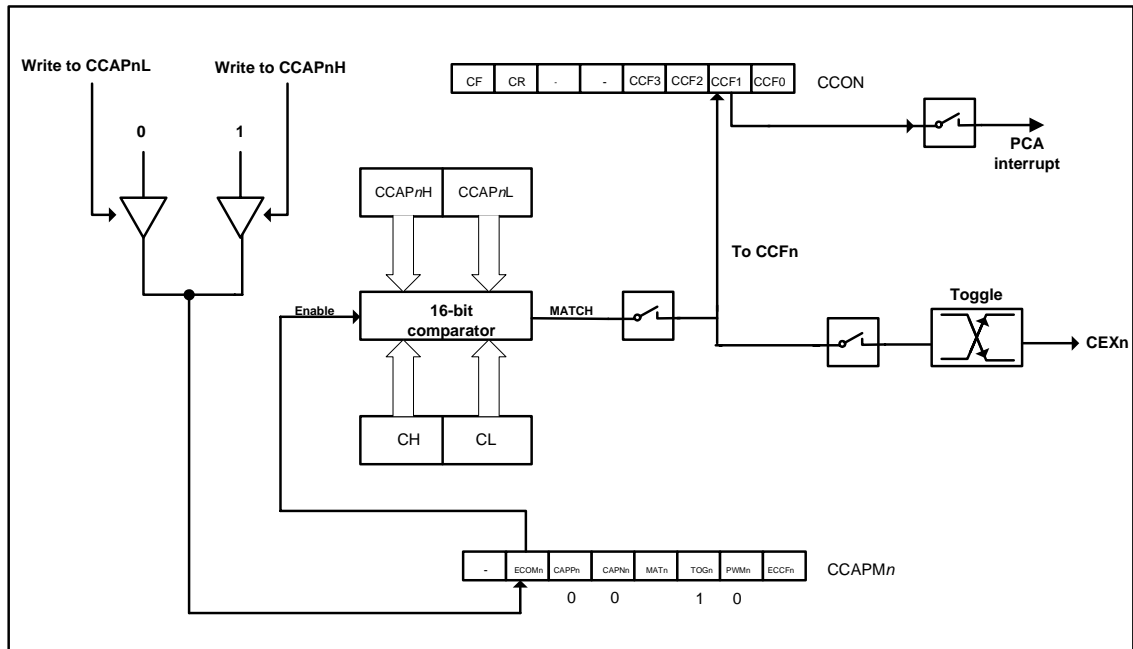 Write to CCAPnL
Write to CCAPnH
CF CR - - CCF3 CCF2 CCF1 CCF0 CCON
0 1
PCA
interrupt
CCAPnH CCAPnL
To CCFn
Enable
16-bit
comparator
MATCH
Toggle
CEXn
CH CL
- ECOMn CAPPn CAPNn MATn TOGn PWMn ECCFn CCAPMn
0 0 1 0